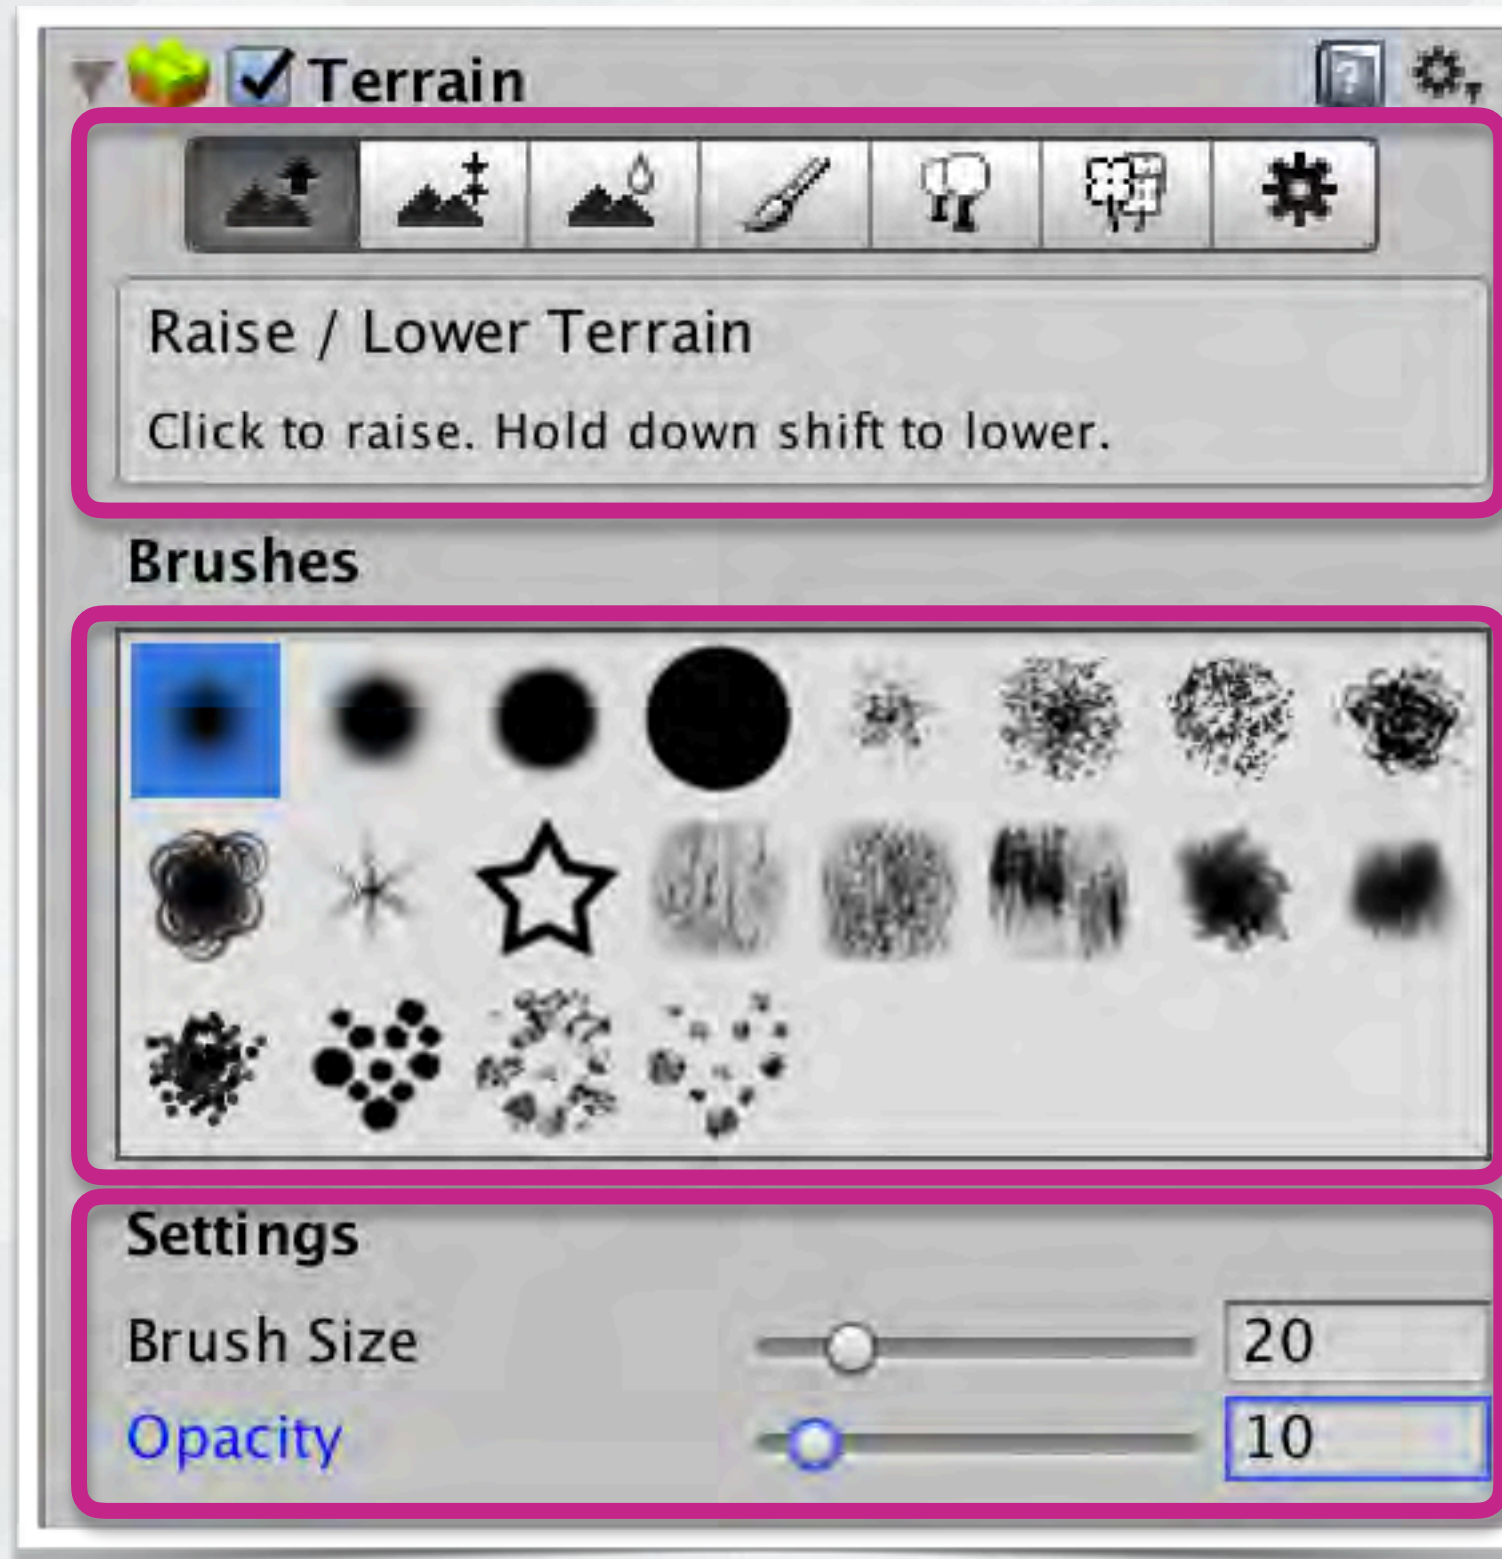 Terrain
Raise / Lower Terrain
Click to raise. Hold down shift to lower.
Brushes
Settings
Brush Size
20
Opacity
10